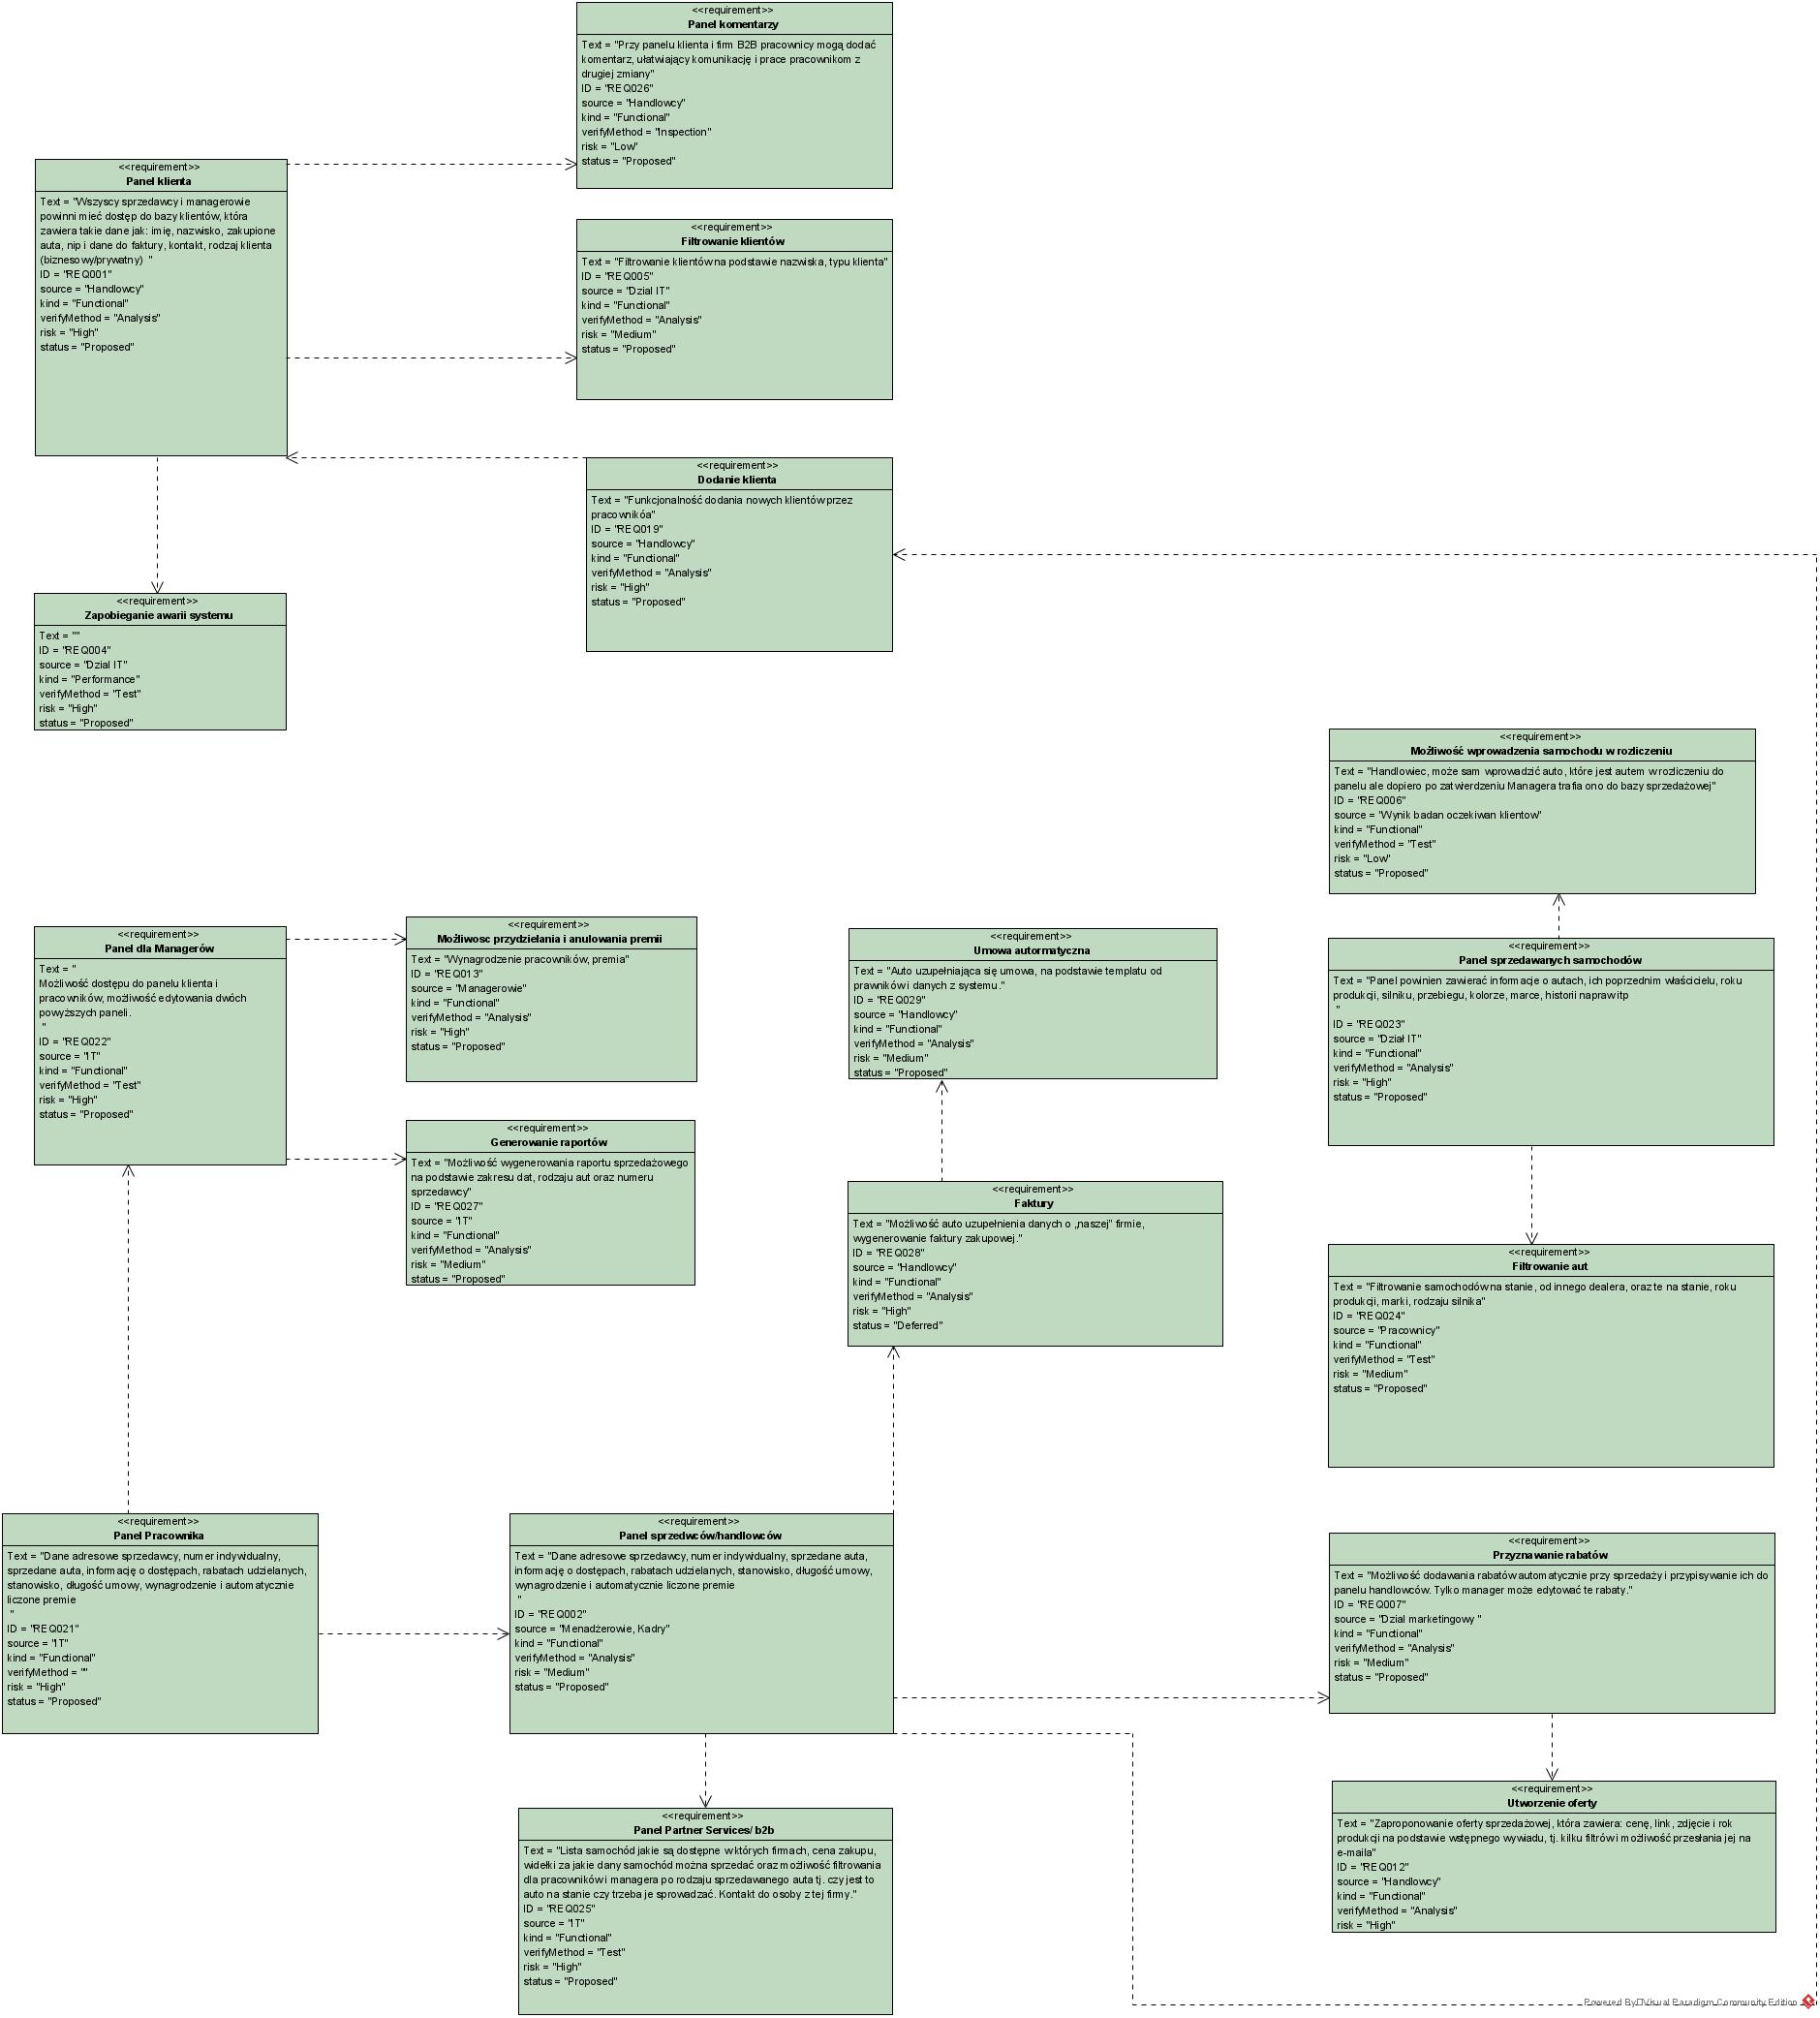 <<requirement>>
Panel komentarzy
Text = "Przy panelu klienta i firm B2B pracownicy mogą dodać
komentarz, ułatwiający komunikację i prace pracownikom z
drugiej zmiany"
ID = "REQ026"
source = "Handlowcy"
kind = "Functional"
verifyMethod = "Inspection"
risk = "Low"
status = "Proposed"
<<requirement>>
Panel klienta
Text = "Wszyscy sprzedawcy i managerowie
powinni mieć dostęp do bazy klientów, która
zawiera takie dane jak: imię, nazwisko, zakupione
auta, nip i dane do faktury, kontakt, rodzaj klienta
(biznesowy/prywatny) "
ID = "REQ001"
source = "Handlowcy"
kind = "Functional"
verifyMethod = "Analysis"
risk = "High"
status = "Proposed"
<<requirement>>
Filtrowanie klientów
Text = "Filtrowanie klientów na podstawie nazwiska, typu klienta"
ID = "REQ005"
source = "Dzial IT"
kind = "Functional"
verifyMethod = "Analysis"
risk = "Medium"
status = "Proposed"
<<requirement>>
Dodanie klienta
Text = "Funkcjonalność dodania nowych klientów przez
pracownikóa"
ID = "REQ019"
source = "Handlowcy"
kind = "Functional"
verifyMethod = "Analysis"
risk = "High"
status = "Proposed"
<<requirement>>
Zapobieganie awarii systemu
Text = ""
ID = "REQ004"
source = "Dzial IT"
kind = "Performance"
verifyMethod = "Test"
risk = "High"
status = "Proposed"
<<requirement>>
Możliwość wprowadzenia samochodu w rozliczeniu
Text = "Handlowiec, może sam wprowadzić auto, które jest autem w rozliczeniu do
panelu ale dopiero po zatwierdzeniu Managera trafia ono do bazy sprzedażowej"
ID = "REQ006"
source = "Wynik badan oczekiwan klientow"
kind = "Functional"
verifyMethod = "Test"
risk = "Low"
status = "Proposed"
<<requirement>>
Panel dla Managerów
Text = "
Możliwość dostępu do panelu klienta i
pracowników, możliwość edytowania dwóch
powyższych paneli.
"
ID = "REQ022"
source = "IT"
kind = "Functional"
verifyMethod = "Test"
risk = "High"
status = "Proposed"
<<requirement>>
Możliwosc przydzielania i anulowania premii
Text = "Wynagrodzenie pracowników, premia"
ID = "REQ013"
source = "Managerowie"
kind = "Functional"
verifyMethod = "Analysis"
risk = "High"
status = "Proposed"
<<requirement>>
Umowa autormatyczna
Text = "Auto uzupełniająca się umowa, na podstawie templatu od
prawników i danych z systemu."
ID = "REQ029"
source = "Handlowcy"
kind = "Functional"
verifyMethod = "Analysis"
risk = "Medium"
status = "Proposed"
<<requirement>>
Panel sprzedawanych samochodów
Text = "Panel powinien zawierać informacje o autach, ich poprzednim właścicielu, roku
produkcji, silniku, przebiegu, kolorze, marce, historii napraw itp
"
ID = "REQ023"
source = "Dział IT"
kind = "Functional"
verifyMethod = "Analysis"
risk = "High"
status = "Proposed"
<<requirement>>
Generowanie raportów
Text = "Możliwość wygenerowania raportu sprzedażowego
na podstawie zakresu dat, rodzaju aut oraz numeru
sprzedawcy"
ID = "REQ027"
source = "IT"
kind = "Functional"
verifyMethod = "Analysis"
risk = "Medium"
status = "Proposed"
<<requirement>>
Faktury
Text = "Możliwość auto uzupełnienia danych o „naszej” firmie,
wygenerowanie faktury zakupowej."
ID = "REQ028"
source = "Handlowcy"
kind = "Functional"
verifyMethod = "Analysis"
risk = "High"
status = "Deferred"
<<requirement>>
Filtrowanie aut
Text = "Filtrowanie samochodów na stanie, od innego dealera, oraz te na stanie, roku
produkcji, marki, rodzaju silnika"
ID = "REQ024"
source = "Pracownicy"
kind = "Functional"
verifyMethod = "Test"
risk = "Medium"
status = "Proposed"
<<requirement>>
Panel Pracownika
Text = "Dane adresowe sprzedawcy, numer indywidualny,
sprzedane auta, informację o dostępach, rabatach udzielanych,
stanowisko, długość umowy, wynagrodzenie i automatycznie
liczone premie
"
ID = "REQ021"
source = "IT"
kind = "Functional"
verifyMethod = ""
risk = "High"
status = "Proposed"
<<requirement>>
Panel sprzedwców/handlowców
Text = "Dane adresowe sprzedawcy, numer indywidualny, sprzedane auta,
informację o dostępach, rabatach udzielanych, stanowisko, długość umowy,
wynagrodzenie i automatycznie liczone premie
"
ID = "REQ002"
source = "Menadżerowie, Kadry"
kind = "Functional"
verifyMethod = "Analysis"
risk = "Medium"
status = "Proposed"
<<requirement>>
Przyznawanie rabatów
Text = "Możliwość dodawania rabatów automatycznie przy sprzedaży i przypisywanie ich do
panelu handlowców. Tylko manager może edytować te rabaty."
ID = "REQ007"
source = "Dzial marketingowy "
kind = "Functional"
verifyMethod = "Analysis"
risk = "Medium"
status = "Proposed"
<<requirement>>
Panel Partner Services/ b2b
Text = "Lista samochód jakie są dostępne w których firmach, cena zakupu,
widełki za jakie dany samochód można sprzedać oraz możliwość filtrowania
dla pracowników i managera po rodzaju sprzedawanego auta tj. czy jest to
auto na stanie czy trzeba je sprowadzać. Kontakt do osoby z tej firmy."
ID = "REQ025"
source = "IT"
kind = "Functional"
verifyMethod = "Test"
risk = "High"
status = "Proposed"
<<requirement>>
Utworzenie oferty
Text = "Zaproponowanie oferty sprzedażowej, która zawiera: cenę, link, zdjęcie i rok
produkcji na podstawie wstępnego wywiadu, tj. kilku filtrów i możliwość przesłania jej na
e-maila"
ID = "REQ012"
source = "Handlowcy"
kind = "Functional"
verifyMethod = "Analysis"
risk = "High"
Powered By Visual Paradigm Community Edition